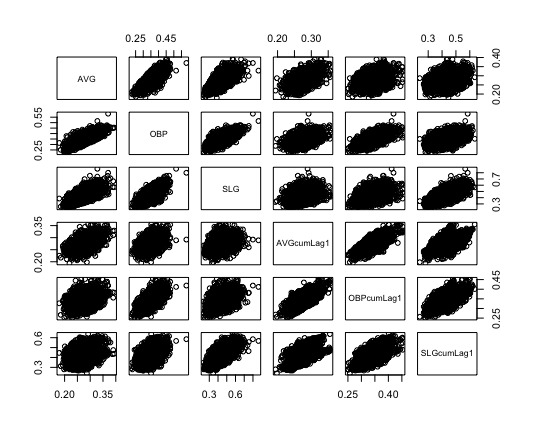 0.25 0.45
0.20 0.30
0.3 0.5
AVG
0.20 0.40
0.25 0.55
OBP
SLG
0.3 0.7
0.20 0.35
AVGcumLag1
OBPcumLag1
0.25 0.45
0.3 0.6
SLGcumLag1
0.20 0.35
0.3 0.6
0.25 0.40